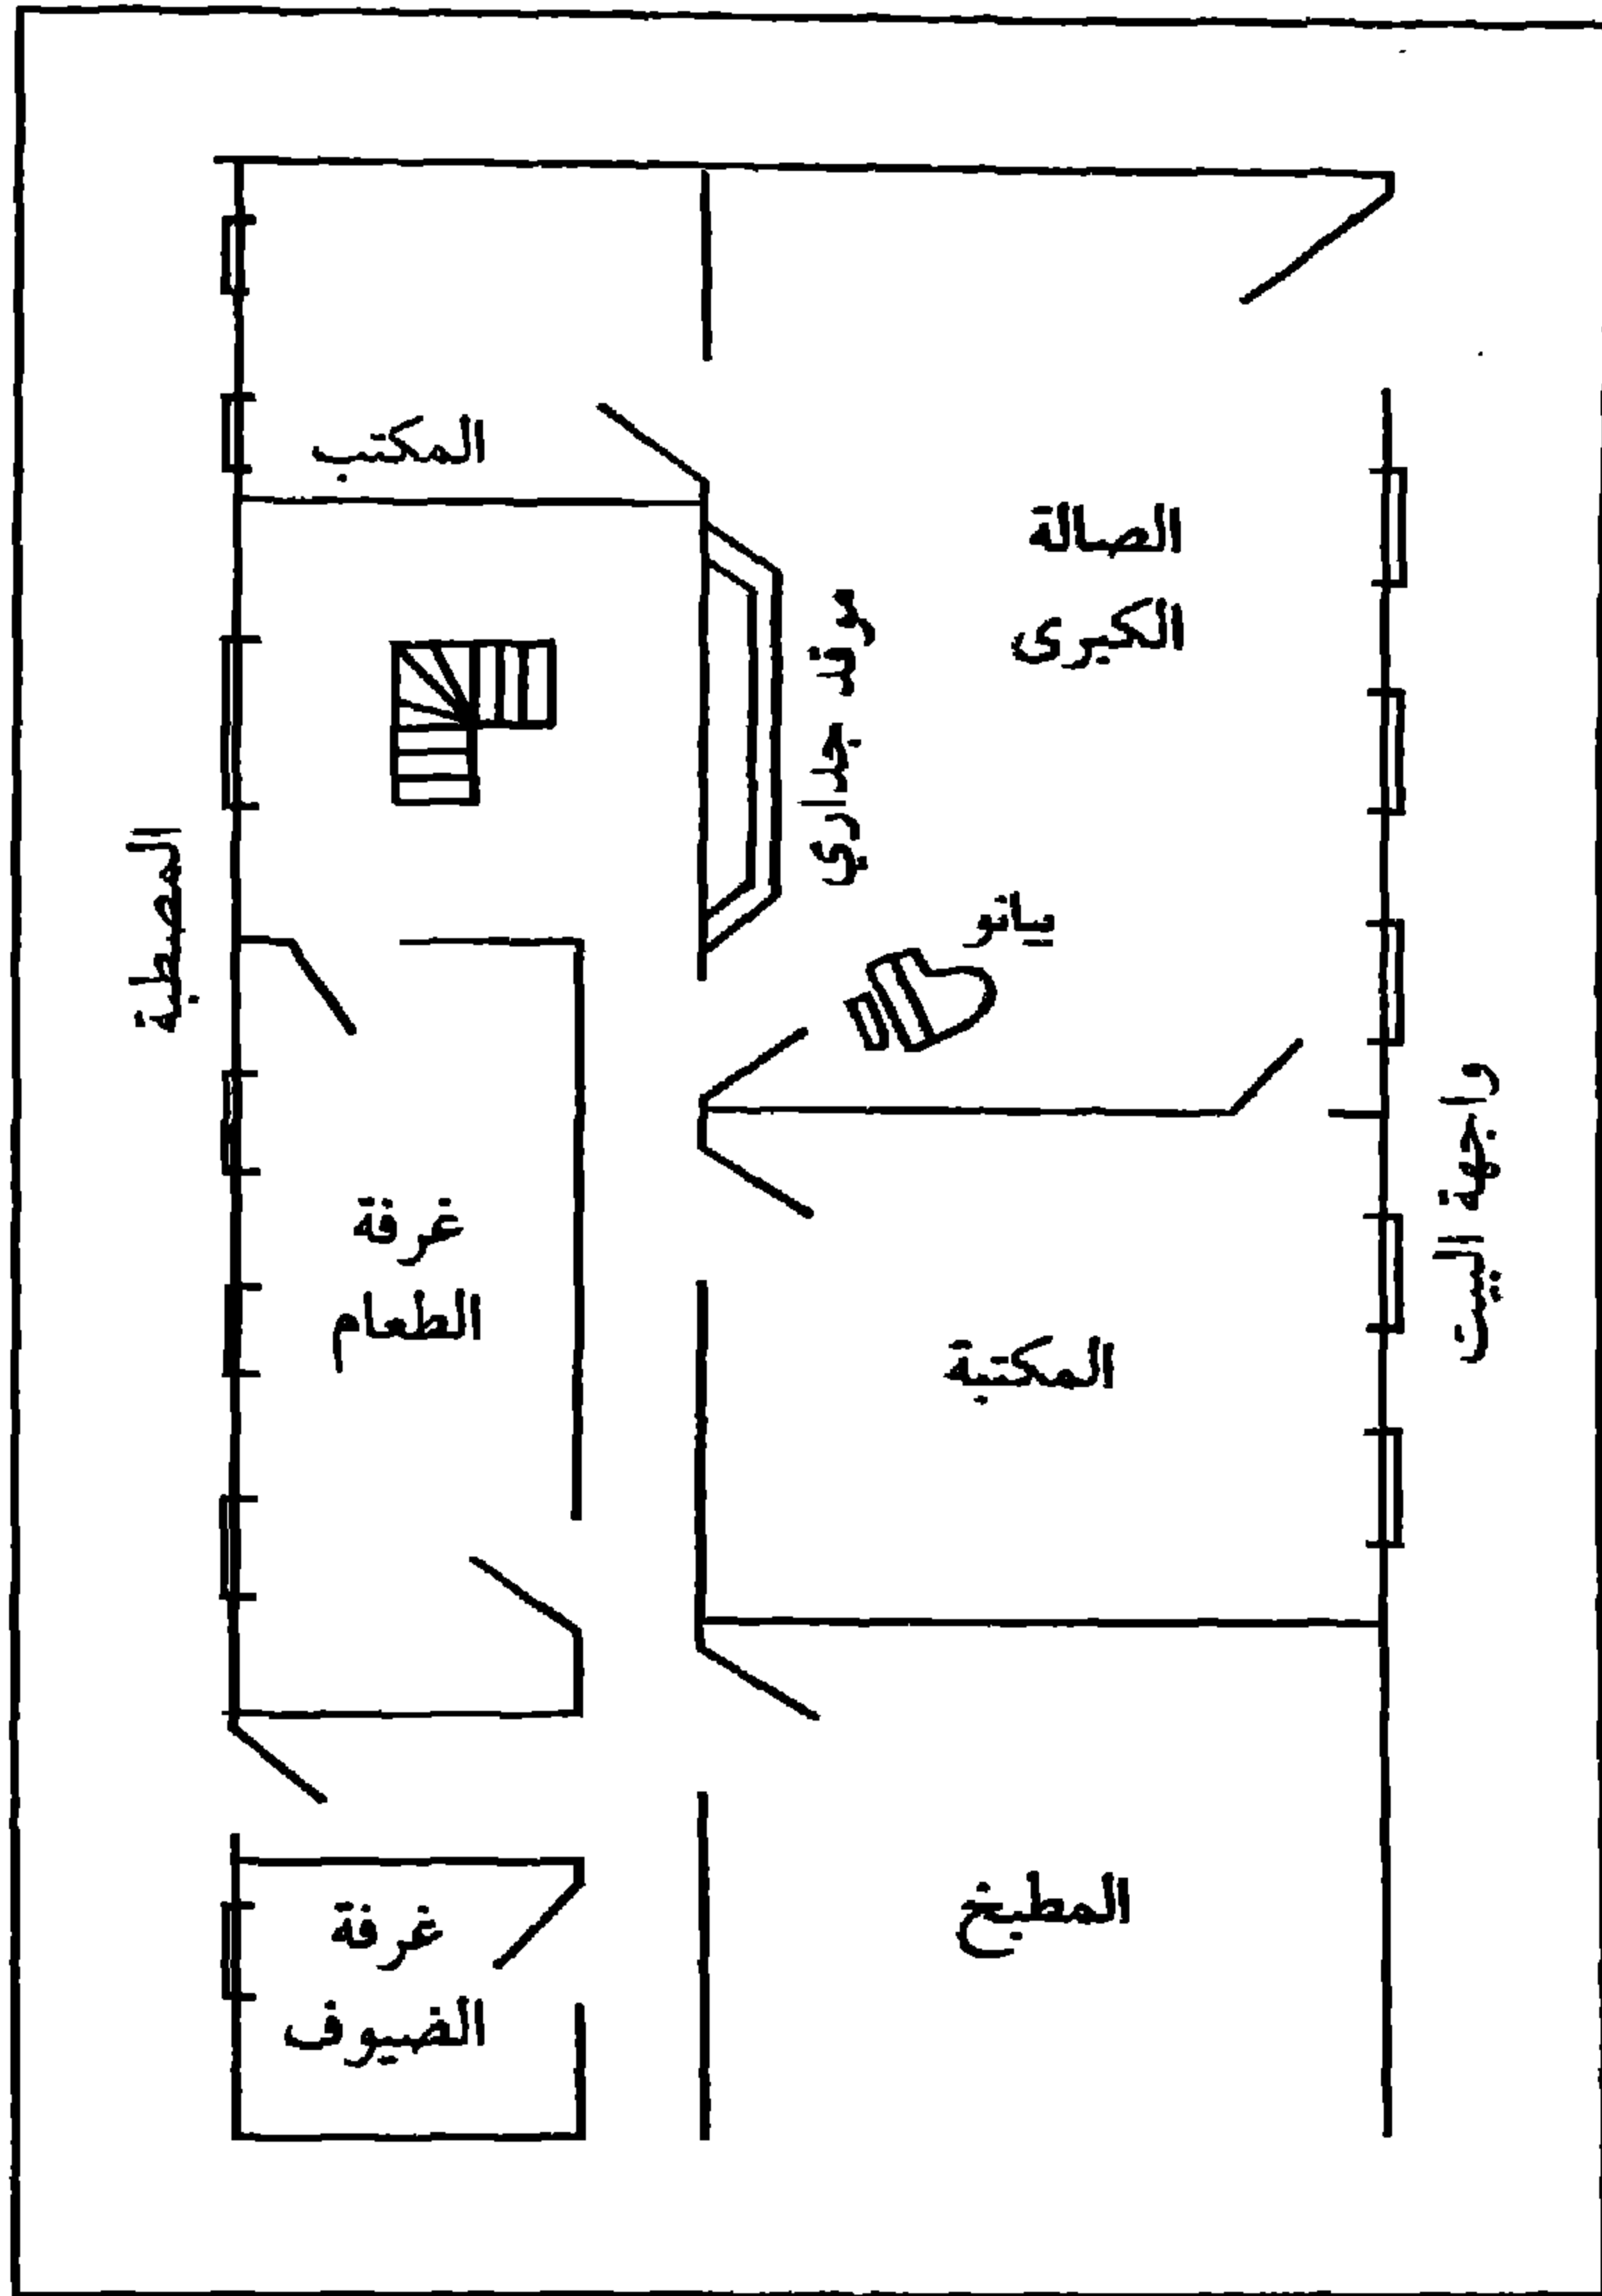 المكتب
الصالة
الكبرى
موقد جداري
بيانو
المصطبة
واجهة البيت
غرفة
الطعام
المكتبة
غرفة
الضيوف
المطبخ